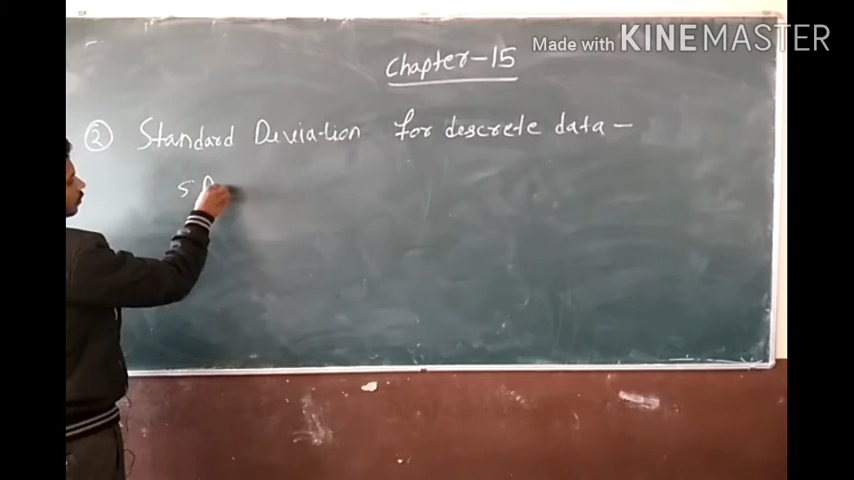 Made with KINEMASTER
Chapter-15
② Standard Deviation for descrete data –
S.